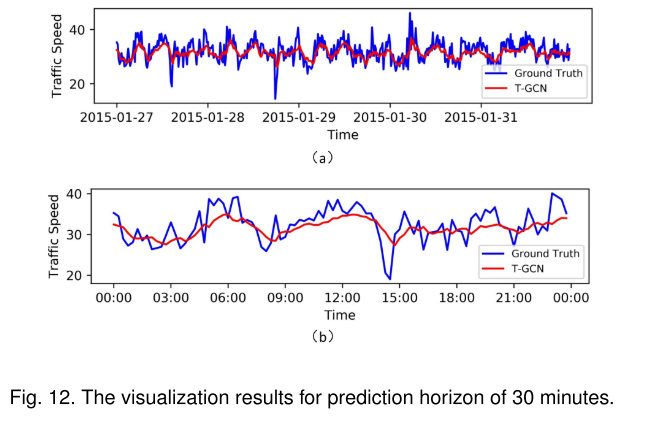 40
20
Traffic Speed
Ground Truth
T-GCN
2015-01-27 2015-01-28 2015-01-29 2015-01-30 2015-01-31
Time
（a）
40
30
20
Traffic Speed
Ground Truth
T-GCN
00:00 03:00 06:00 09:00 12:00 15:00 18:00 21:00 00:00
Time
（b）
Fig. 12. The visualization results for prediction horizon of 30 minutes.